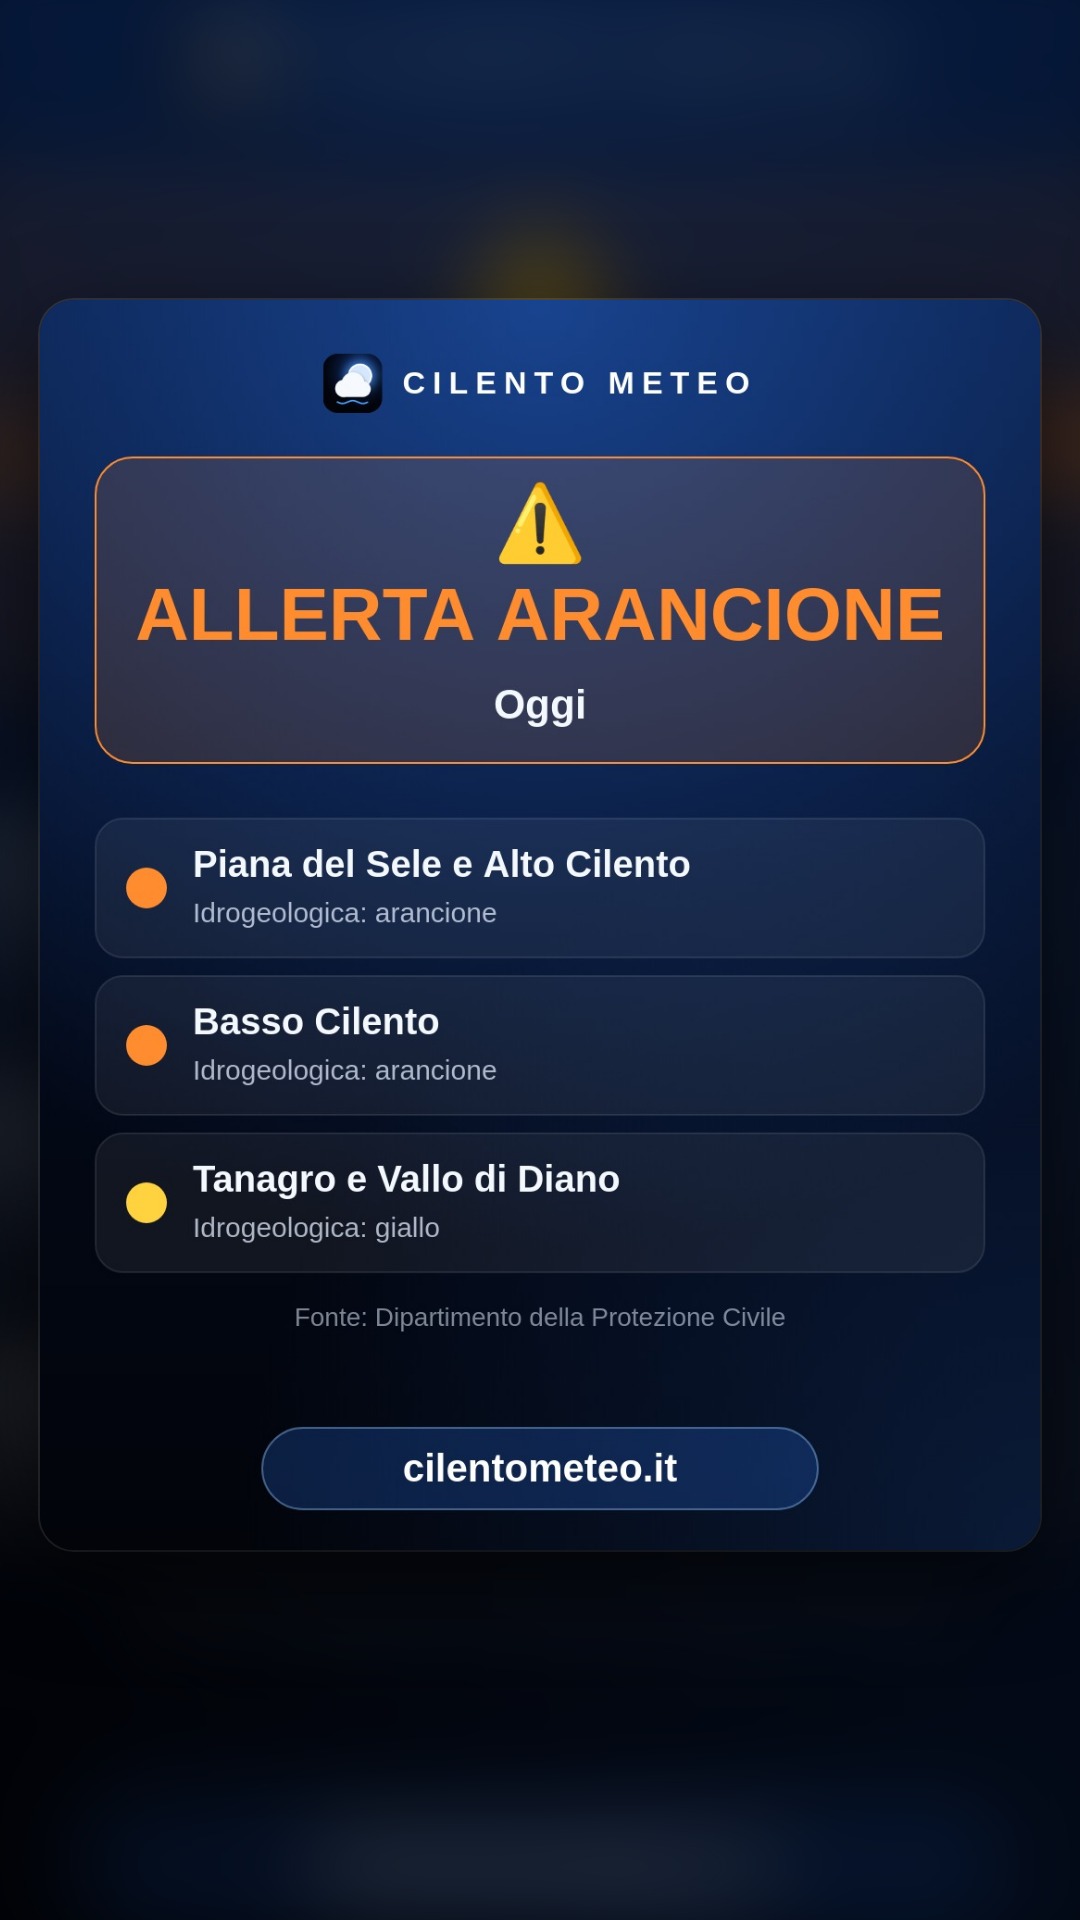 CILENTO METEO
ALLERTA ARANCIONE
Oggi
Piana del Sele e Alto Cilento
Idrogeologica: arancione
Basso Cilento
Idrogeologica: arancione
Tanagro e Vallo di Diano
Idrogeologica: giallo
Fonte: Dipartimento della Protezione Civile
cilentometeo.it